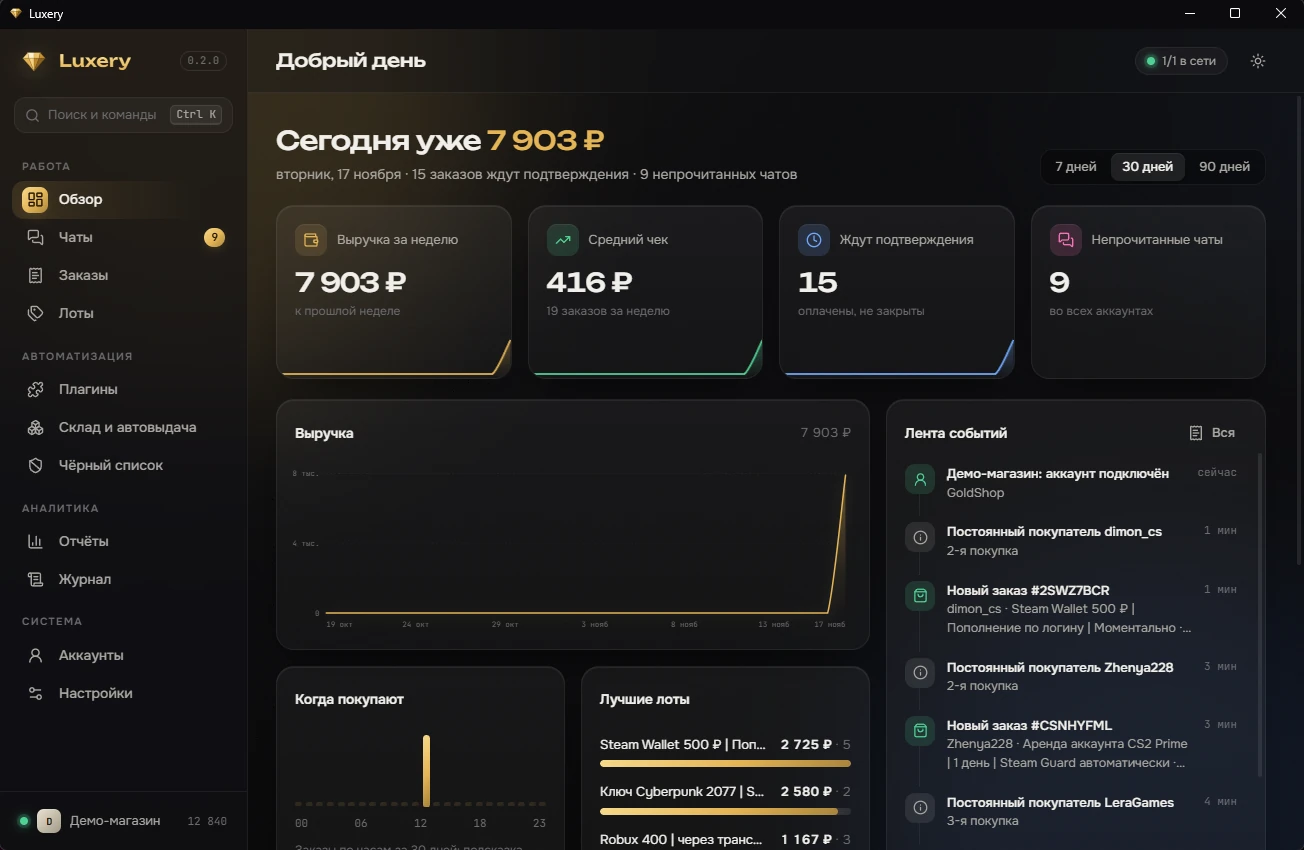 Luxery
Luxery
0.2.0
Поиск и команды
Ctrl K
РАБОТА
Обзор
Чаты
9
Заказы
Лоты
АВТОМАТИЗАЦИЯ
Плагины
Склад и автовыдача
Чёрный список
АНАЛИТИКА
Отчёты
Журнал
СИСТЕМА
Аккаунты
Настройки
D
Демо-магазин
12 840
Добрый день
1/1 в сети
Сегодня уже 7 903 ₽
вторник, 17 ноября · 15 заказов ждут подтверждения · 9 непрочитанных чатов
7 дней
30 дней
90 дней
Выручка за неделю
7 903 ₽
к прошлой неделе
Средний чек
416 ₽
19 заказов за неделю
Ждут подтверждения
15
оплачены, не закрыты
Непрочитанные чаты
9
во всех аккаунтах
Выручка
7 903 ₽
8 тыс.
4 тыс.
0
19 окт
24 окт
29 окт
3 нояб
8 нояб
13 нояб
17 нояб
Когда покупают
00
06
12
18
23
Заказы по часам за 30 дней: подсказка
Лучшие лоты
Steam Wallet 500 ₽ | Поп...
2 725 ₽ · 5
Ключ Cyberpunk 2077 | S...
2 580 ₽ · 2
Robux 400 | через транс...
1 167 ₽ · 3
Лента событий
Вся
Демо-магазин: аккаунт подключён
сейчас
GoldShop
Постоянный покупатель dimon_cs
1 мин
2-я покупка
Новый заказ #2SWZ7BCR
1 мин
dimon_cs · Steam Wallet 500 ₽ |
Пополнение по логину | Моментально ·...
Постоянный покупатель Zhenya228
3 мин
2-я покупка
Новый заказ #CSNHYFML
3 мин
Zhenya228 · Аренда аккаунта CS2 Prime
| 1 день | Steam Guard автоматически ·...
Постоянный покупатель LeraGames
4 мин
3-я покупка